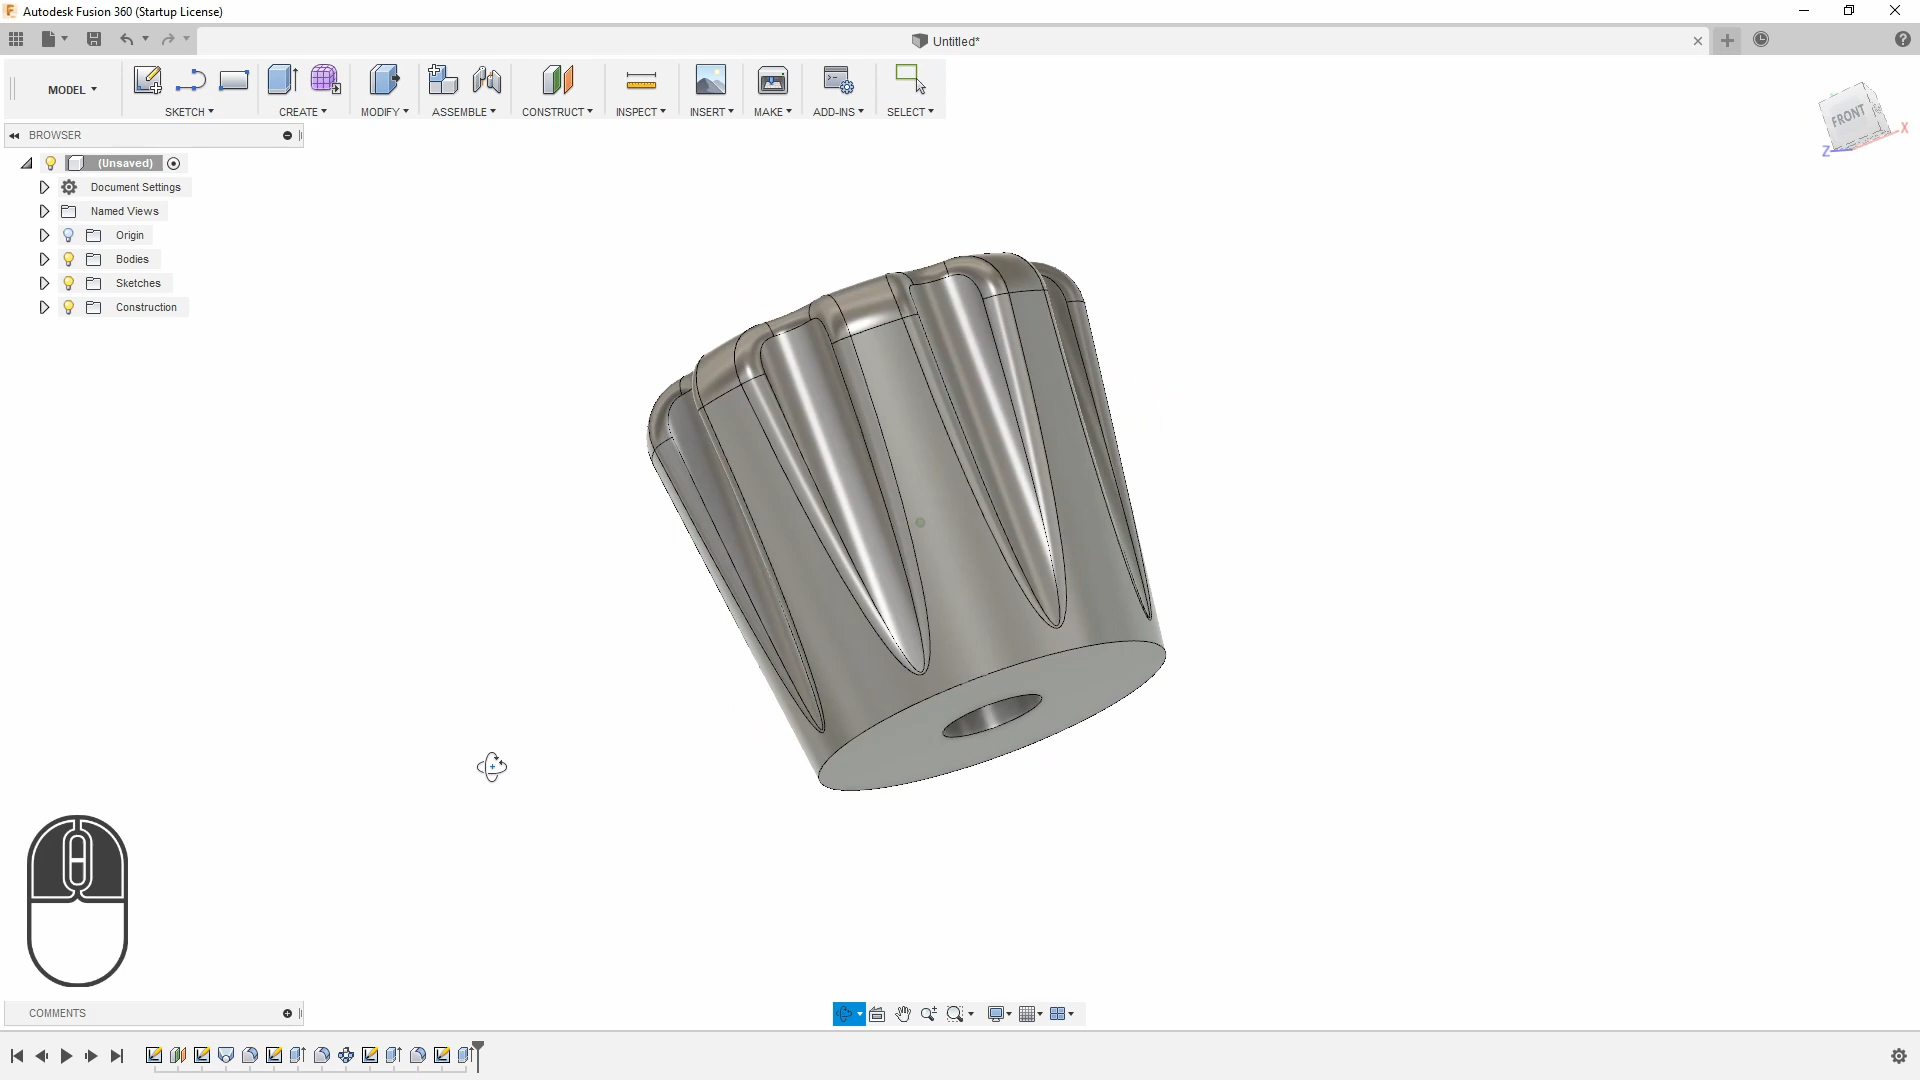 Autodesk Fusion 360 (Startup License)
Untitled*
MODEL
SKETCH
CREATE
MODIFY
ASSEMBLE
CONSTRUCT
INSPECT
INSERT
MAKE
ADD-INS
SELECT
BROWSER
(Unsaved)
Document Settings
Named Views
Origin
Bodies
Sketches
Construction
FRONT
X
Z
COMMENTS